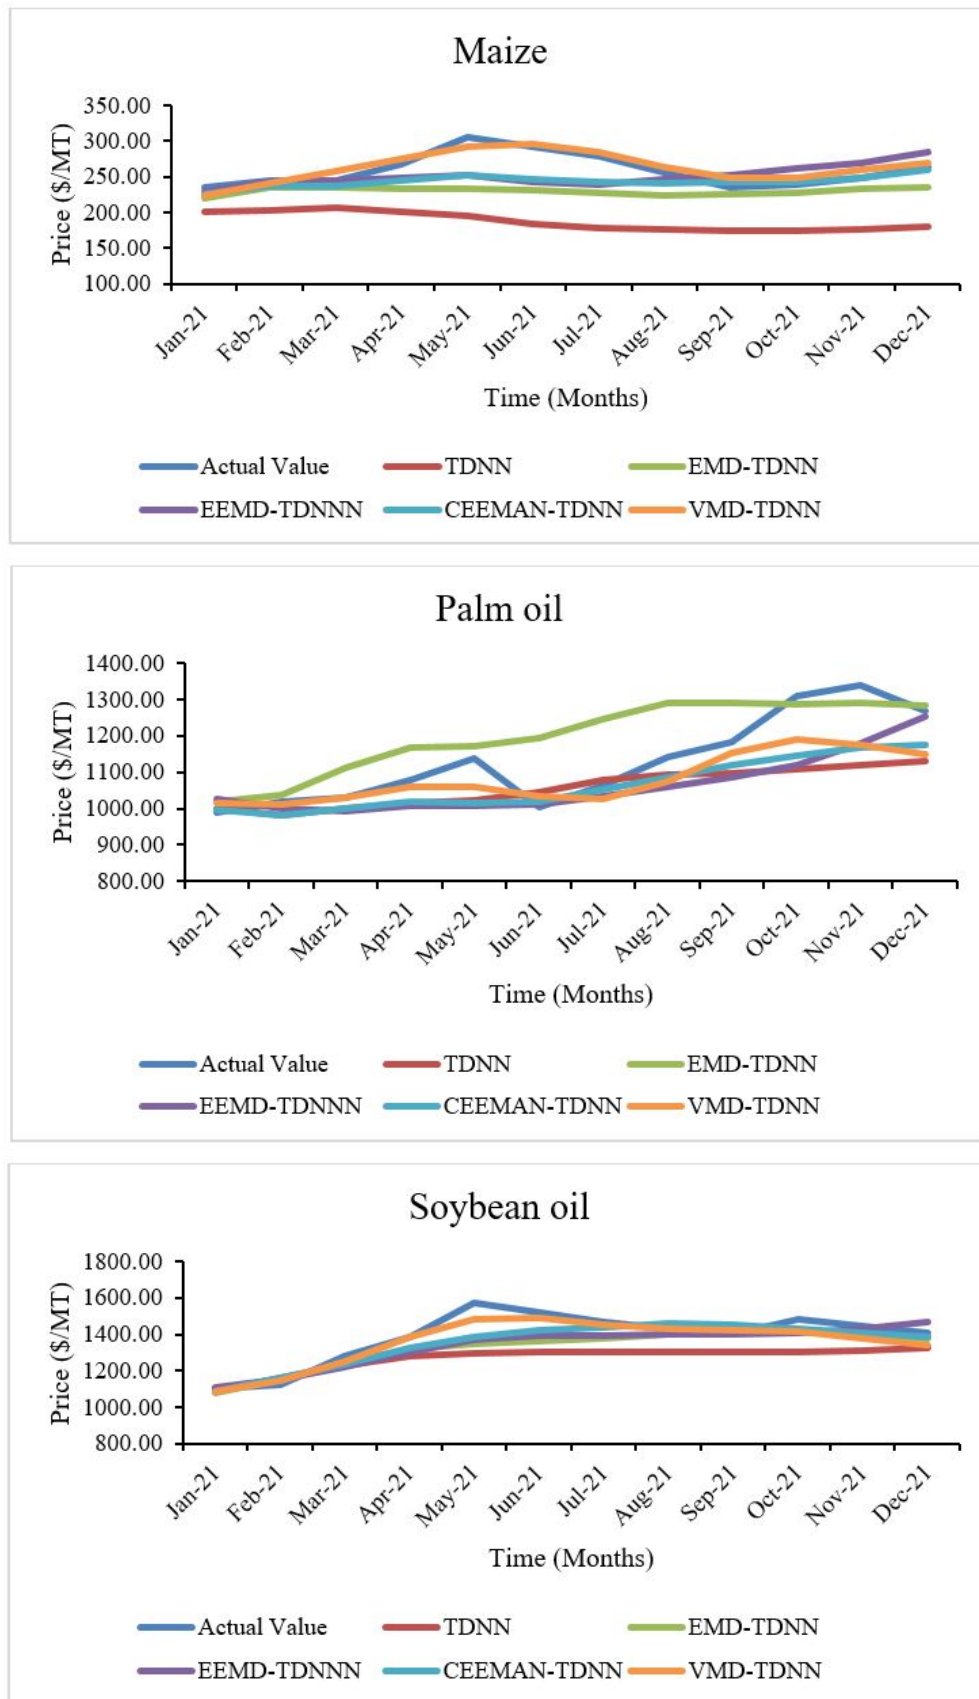 Maize
Price ($/MT)
350.00
300.00
250.00
200.00
150.00
100.00
Jan-21 Feb-21 Mar-21 Apr-21 May-21 Jun-21 Jul-21 Aug-21 Sep-21 Oct-21 Nov-21 Dec-21
Time (Months)
Actual Value TDNN EMD-TDNN
EEMD-TDNNN CEEMAN-TDNN VMD-TDNN
Palm oil
Price ($/MT)
1400.00
1300.00
1200.00
1100.00
1000.00
900.00
800.00
Jan-21 Feb-21 Mar-21 Apr-21 May-21 Jun-21 Jul-21 Aug-21 Sep-21 Oct-21 Nov-21 Dec-21
Time (Months)
Actual Value TDNN EMD-TDNN
EEMD-TDNNN CEEMAN-TDNN VMD-TDNN
Soybean oil
Price ($/MT)
1800.00
1600.00
1400.00
1200.00
1000.00
800.00
Jan-21 Feb-21 Mar-21 Apr-21 May-21 Jun-21 Jul-21 Aug-21 Sep-21 Oct-21 Nov-21 Dec-21
Time (Months)
Actual Value TDNN EMD-TDNN
EEMD-TDNNN CEEMAN-TDNN VMD-TDNN